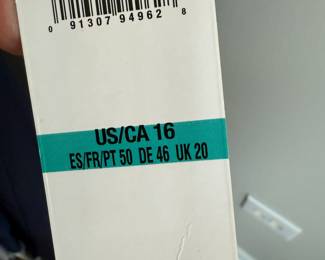 0 91307 94962 8
US/CA 16
ES/FR/PT 50 DE 46 UK 20